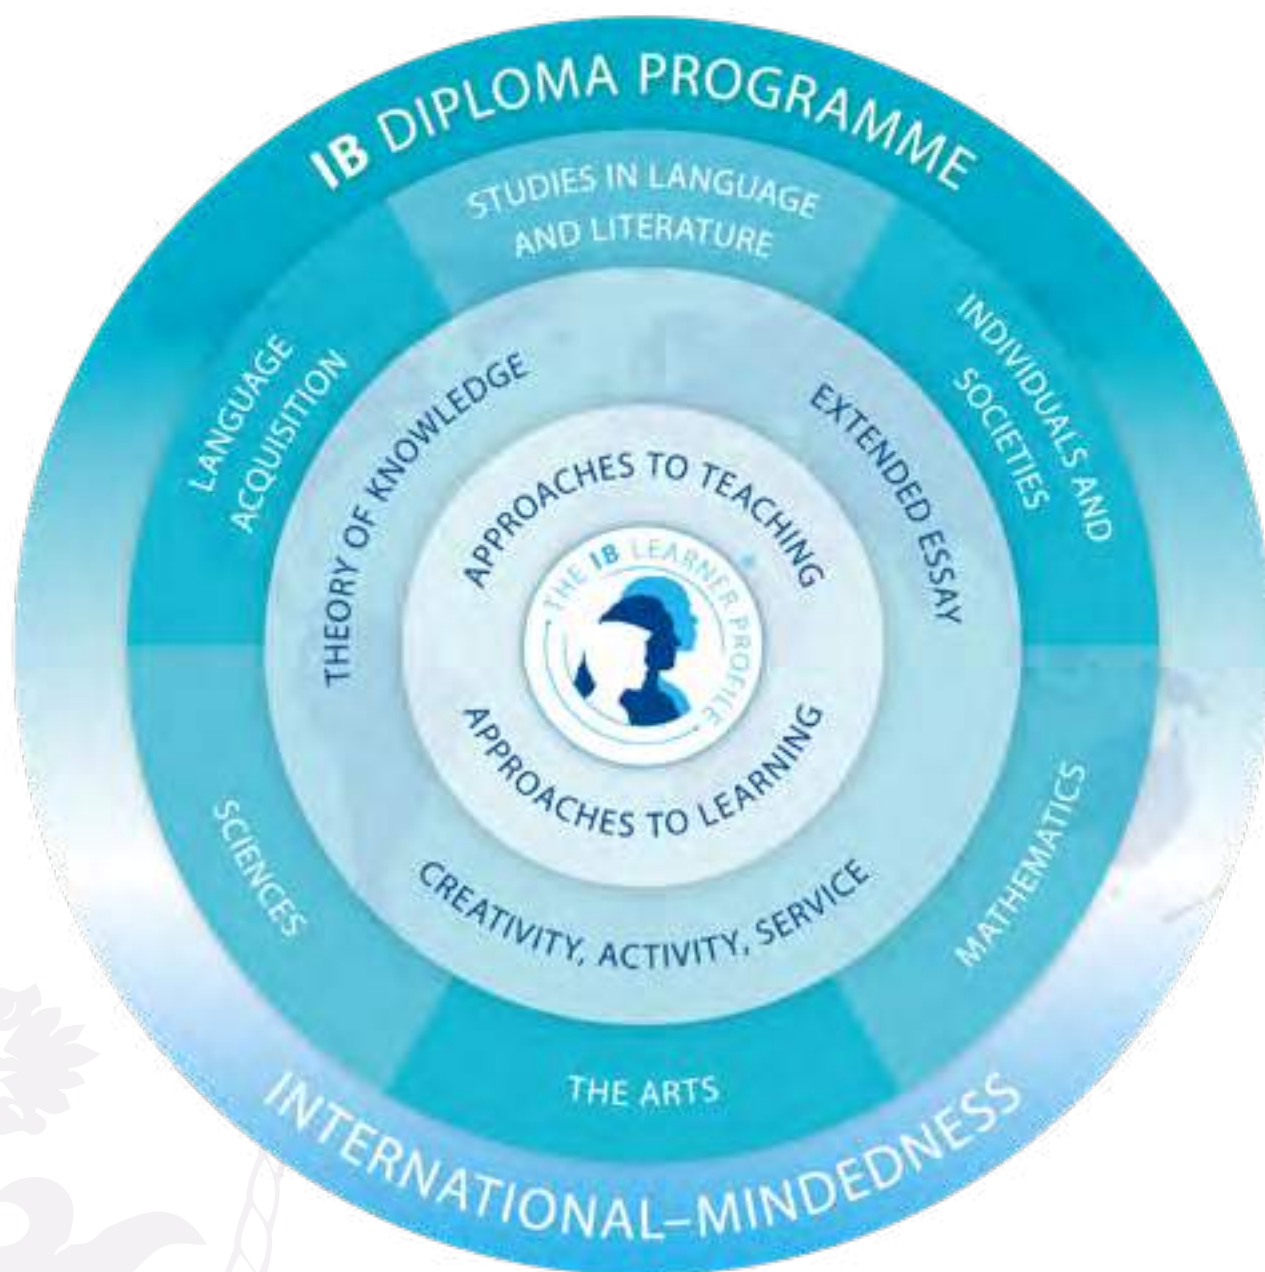 IB DIPLOMA PROGRAMME
STUDIES IN LANGUAGE
AND LITERATURE
LANGUAGE
ACQUISITION
INDIVIDUALS AND
SOCIETIES
THEORY OF KNOWLEDGE
EXTENDED ESSAY
APPROACHES TO TEACHING
THE IB LEARNER PROFILE
APPROACHES TO LEARNING
CREATIVITY, ACTIVITY, SERVICE
SCIENCES
MATHEMATICS
THE ARTS
INTERNATIONAL–MINDEDNESS